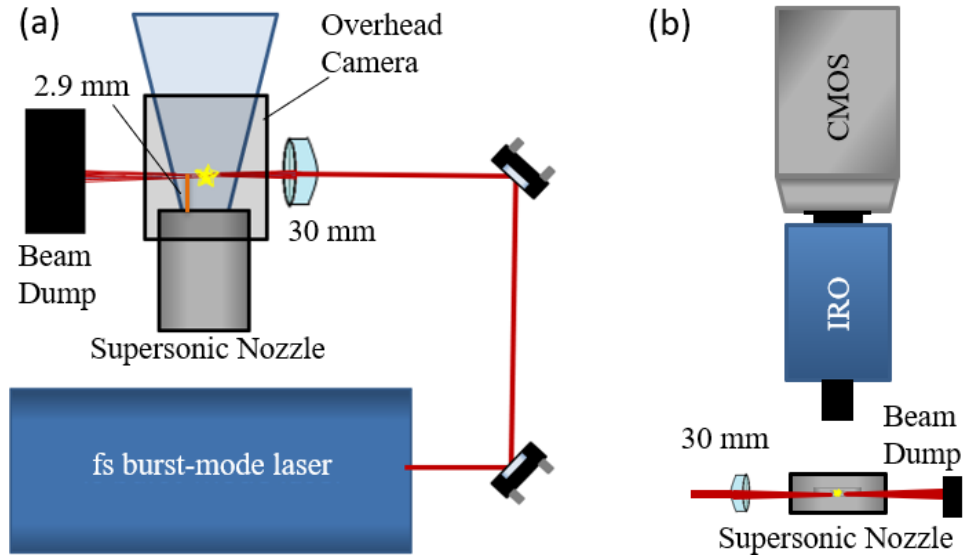 (a)
Overhead
Camera
2.9 mm
30 mm
Beam
Dump
Supersonic Nozzle
fs burst-mode laser
(b)
CMOS
IRO
30 mm
Beam
Dump
Supersonic Nozzle